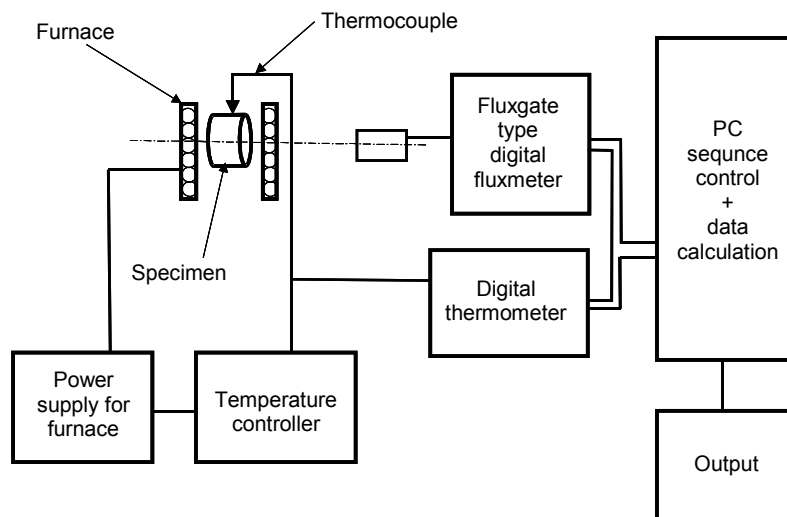 Furnace
Thermocouple
Fluxgate
type
digital
fluxmeter
PC
sequnce
control
+
data
calculation
Specimen
Digital
thermometer
Power
supply for
furnace
Temperature
controller
Output